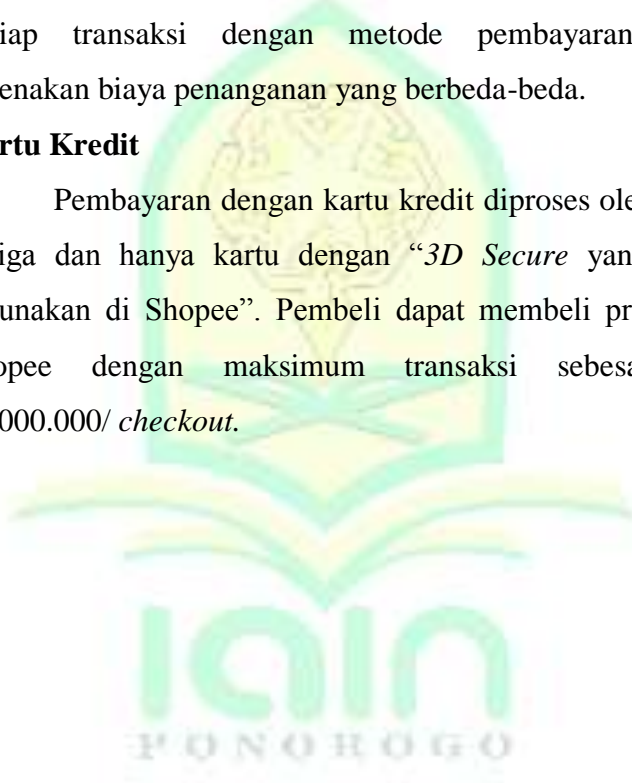 iap transaksi dengan metode pembayaran
enakan biaya penanganan yang berbeda-beda.
rtu Kredit
Pembayaran dengan kartu kredit diproses ole
iga dan hanya kartu dengan “3D Secure yan
unakan di Shopee”. Pembeli dapat membeli pr
opee dengan maksimum transaksi sebesa
.000.000/ checkout.
iain
PONOROGO